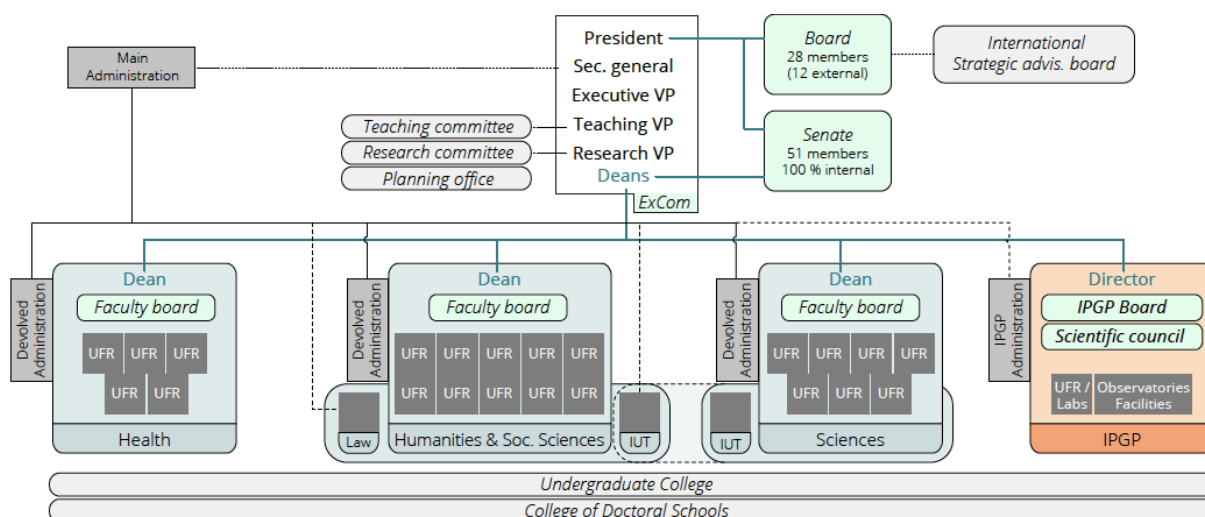 President
Sec. general
Executive VP
Teaching VP
Research VP
Deans
ExCom
Main
Administration
Board
28 members
(12 external)
International
Strategic advis. board
Senate
51 members
100 % internal
Teaching committee
Research committee
Planning office
Devolved
Administration
Dean
Faculty board
UFR UFR UFR
UFR UFR
Health
Devolved
Administration
Dean
Faculty board
UFR UFR UFR UFR UFR
UFR UFR UFR UFR UFR
Law
Humanities & Soc. Sciences
IUT
Devolved
Administration
Dean
Faculty board
UFR UFR UFR UFR
UFR UFR UFR
IUT
Sciences
IPGP
Administration
Director
IPGP Board
Scientific council
UFR /
Labs
Observatories
Facilities
IPGP
Undergraduate College
College of Doctoral Schools